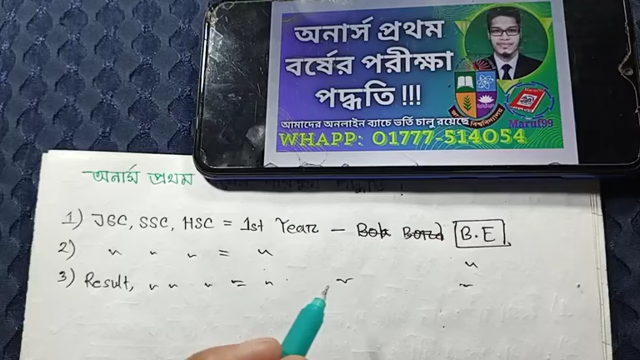 অনার্স প্রথম
বর্ষের পরীক্ষা
পদ্ধতি !!!
আমাদের অনলাইন ব্যাচে ভর্তি চালু রয়েছে
WHAPP: 01777-514054
Maruf99
অনার্স প্রথম
1) JSC, SSC, HSC = 1st Year - B.E.
2) " " " = " "
3) Result, " " " = " " "